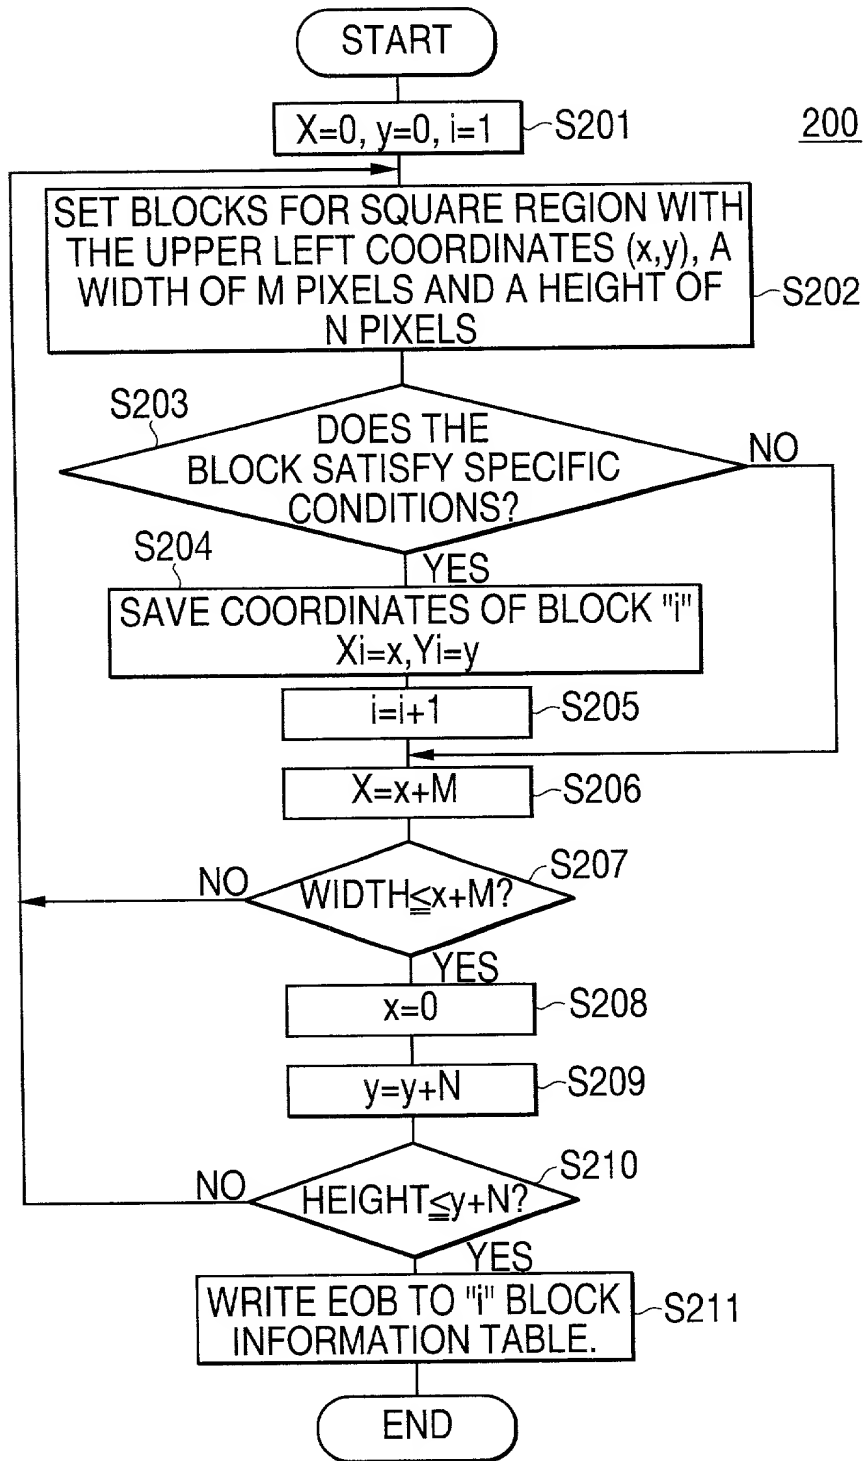 START
X=0, y=0, i=1
S201
200
SET BLOCKS FOR SQUARE REGION WITH
THE UPPER LEFT COORDINATES (x,y), A
WIDTH OF M PIXELS AND A HEIGHT OF
N PIXELS
S202
S203
DOES THE
BLOCK SATISFY SPECIFIC
CONDITIONS?
NO
S204
YES
SAVE COORDINATES OF BLOCK "i"
Xi=x,Yi=y
i=i+1
S205
X=x+M
S206
S207
NO
WIDTH≦x+M?
YES
x=0
S208
y=y+N
S209
S210
NO
HEIGHT≦y+N?
YES
WRITE EOB TO "i" BLOCK
INFORMATION TABLE.
S211
END